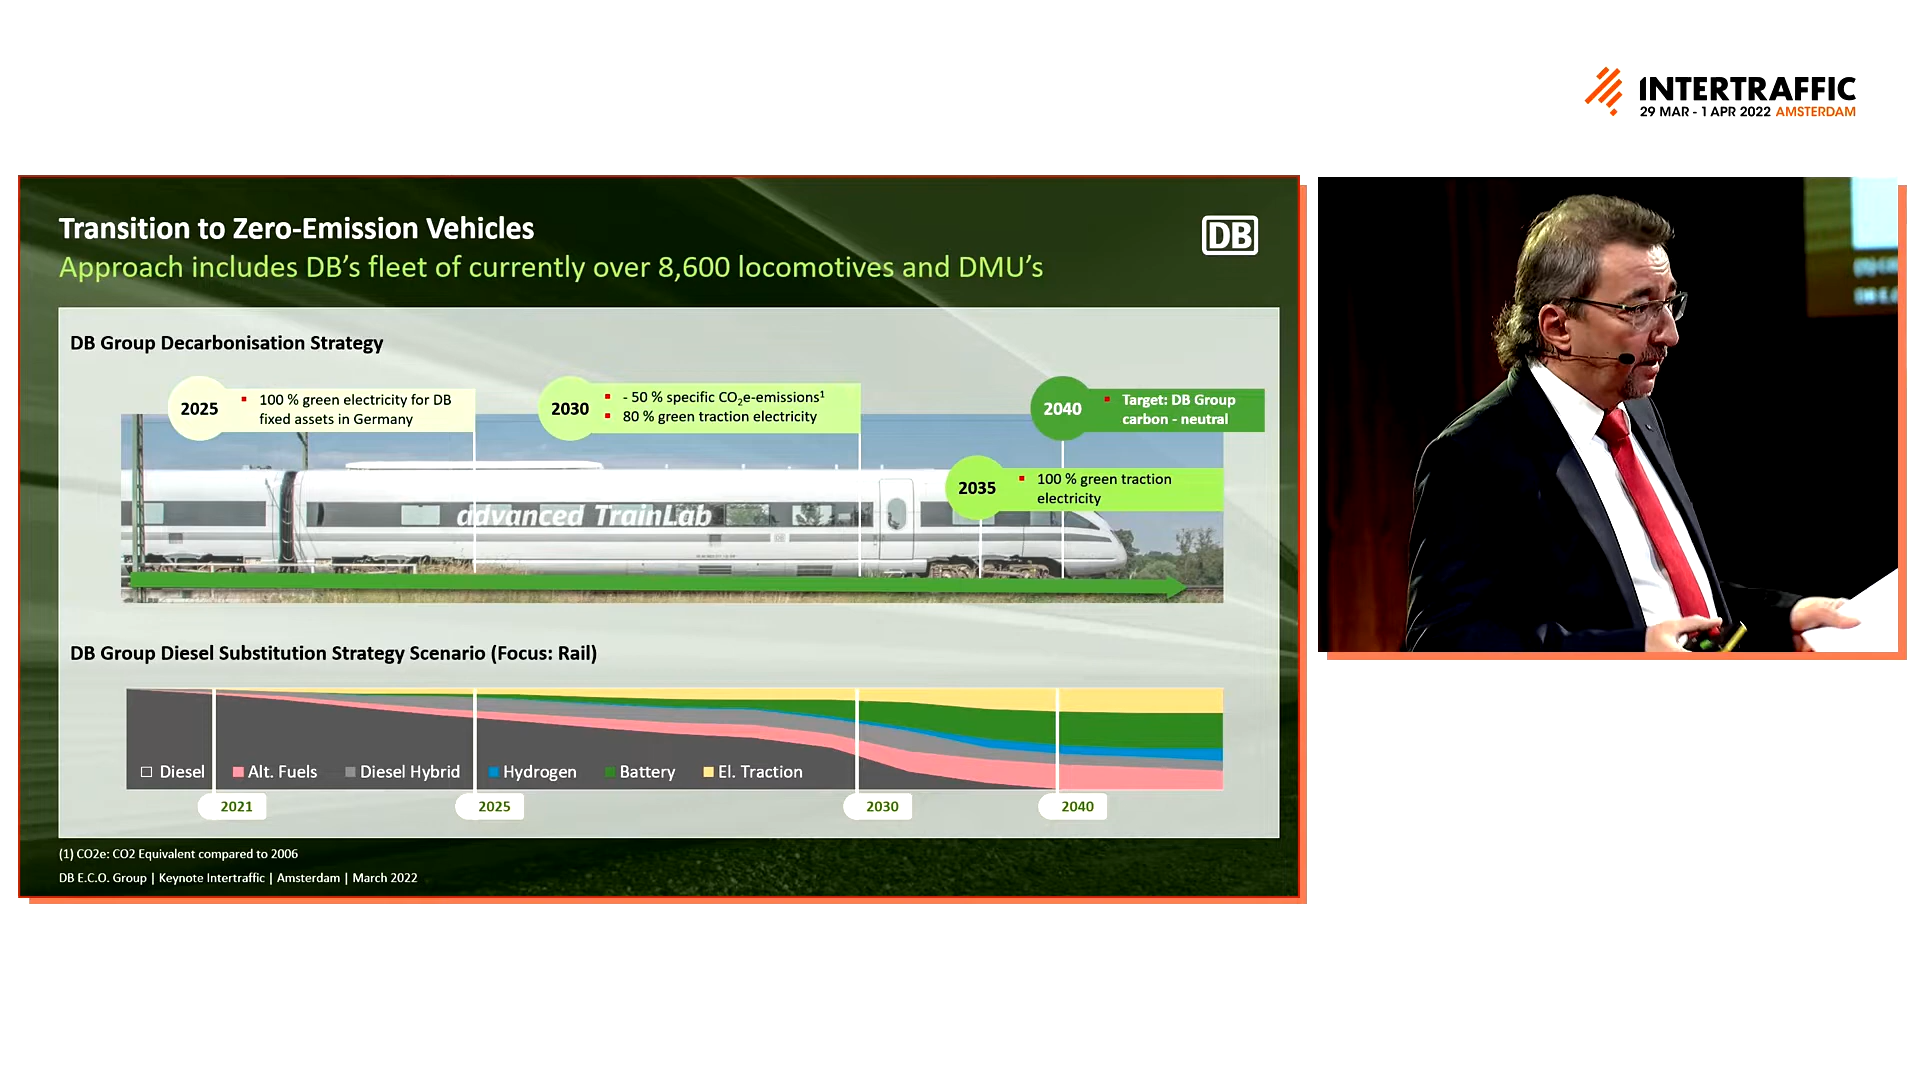 INTERTRAFFIC
29 MAR - 1 APR 2022 AMSTERDAM
Transition to Zero-Emission Vehicles
Approach includes DB's fleet of currently over 8,600 locomotives and DMU's
DB
DB Group Decarbonisation Strategy
2025
100 % green electricity for DB
fixed assets in Germany
2030
- 50 % specific CO₂e-emissions¹
80 % green traction electricity
2040
Target: DB Group
carbon - neutral
2035
100 % green traction
electricity
advanced TrainLab
DB Group Diesel Substitution Strategy Scenario (Focus: Rail)
Diesel Alt. Fuels Diesel Hybrid Hydrogen Battery El. Traction
2021 2025 2030 2040
(1) CO2e: CO2 Equivalent compared to 2006
DB E.C.O. Group | Keynote Intertraffic | Amsterdam | March 2022